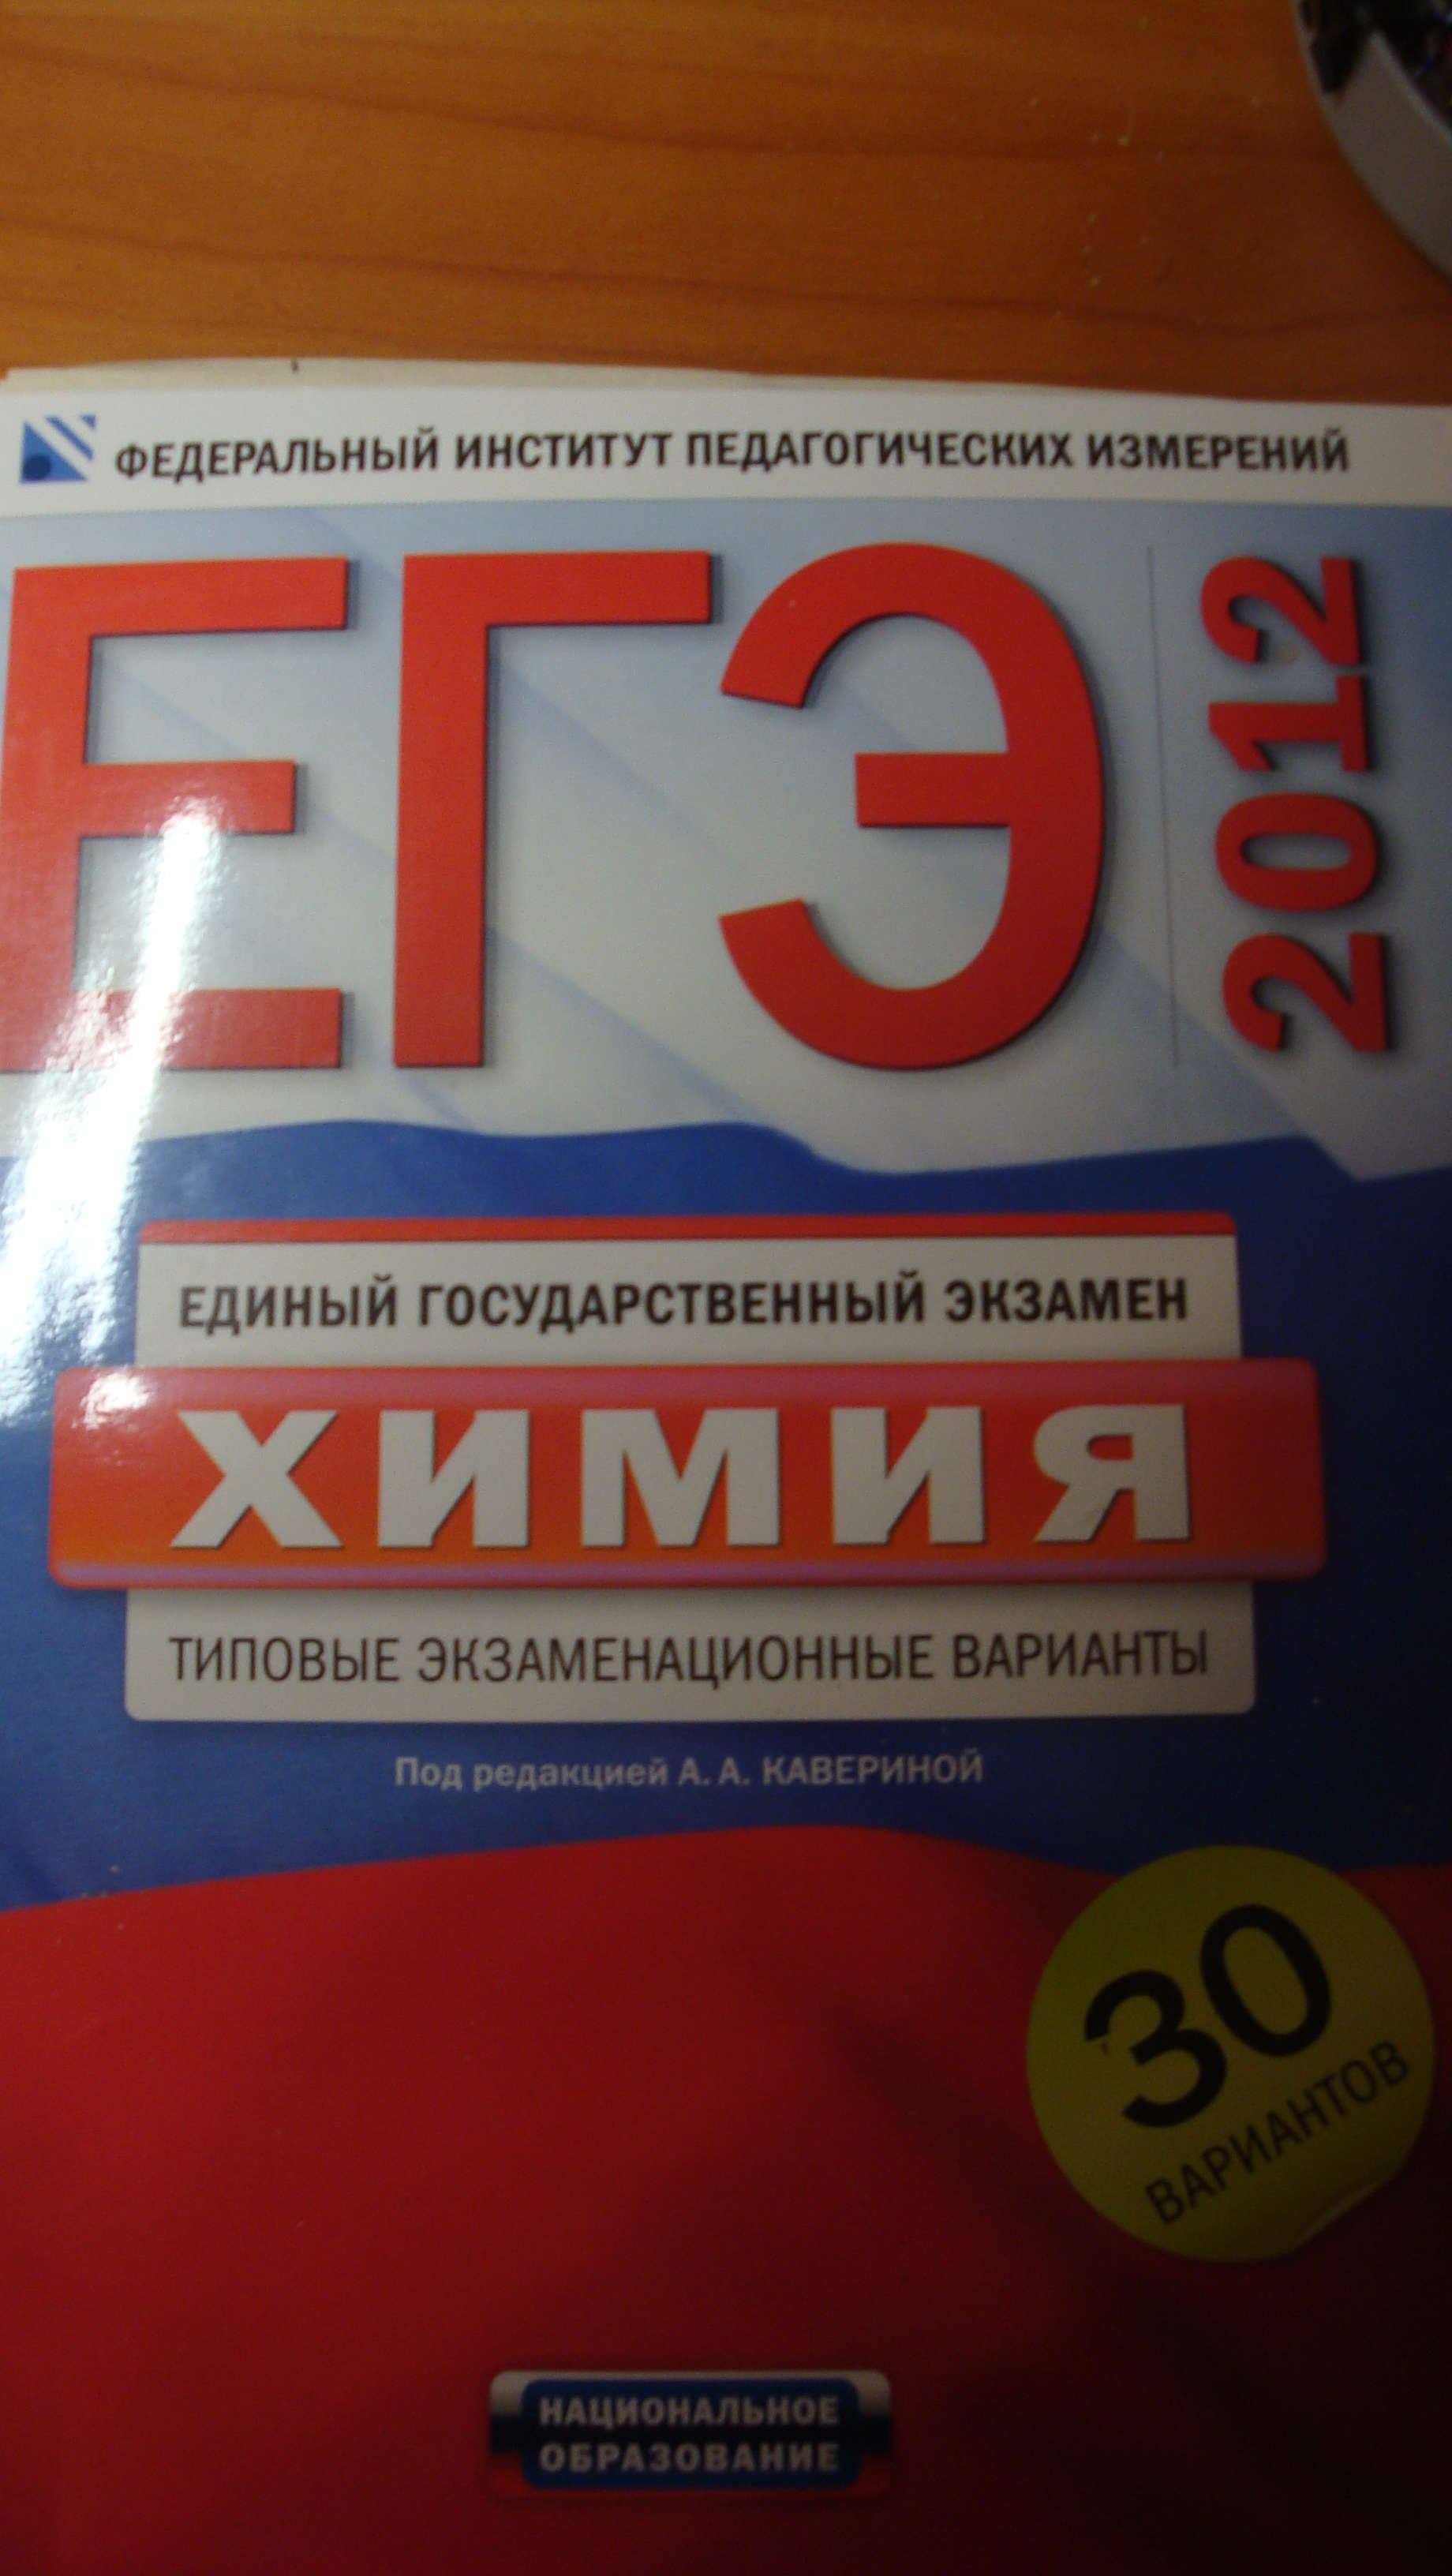 ФЕДЕРАЛЬНЫЙ ИНСТИТУТ ПЕДАГОГИЧЕСКИХ ИЗМЕРЕНИЙ
ЕГЭ
2012
ЕДИНЫЙ ГОСУДАРСТВЕННЫЙ ЭКЗАМЕН
ХИМИЯ
ТИПОВЫЕ ЭКЗАМЕНАЦИОННЫЕ ВАРИАНТЫ
Под редакцией А. А. КАВЕРИНОЙ
30
ВАРИАНТОВ
НАЦИОНАЛЬНОЕ
ОБРАЗОВАНИЕ